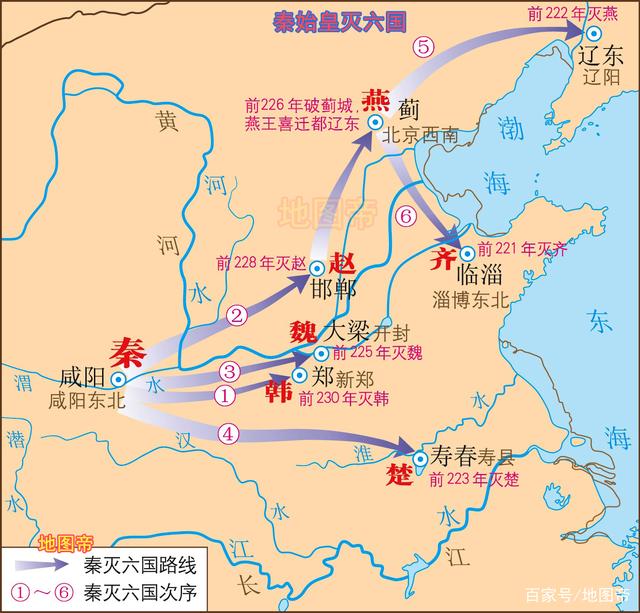 秦始皇灭六国
前222年灭燕
⑤
辽东
辽阳
燕
蓟
前226年破蓟城，
燕王喜迁都辽东
北京西南
渤
海
黄
河
河
水
地图帝
⑥
前228年灭赵
赵
邯郸
齐
前221年灭齐
临淄
淄博东北
东
海
②
秦
魏
大梁开封
前225年灭魏
咸阳
咸阳东北
渭
水
③
①
韩
郑新郑
前230年灭韩
④
潜
水
汉
水
淮
水
楚
寿春寿县
前223年灭楚
地图帝
秦灭六国路线
①～⑥ 秦灭六国次序
长
江
江
百家号/地图帝